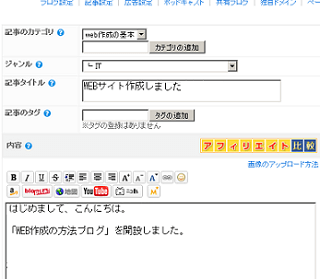 ブログ設定 | 記事設定 | 広告設定 | ポッドキャスト | 共有ブログ | 独自ドメイン |
記事のカテゴリ ? web作成の基本
カテゴリの追加
ジャンル ? ┗ IT
記事タイトル ? WEBサイト作成しました
記事のタグ ? タグの追加
※タグの登録はありません
内容 ? アフィリエイト比較
画像のアップロード方法
B I U S A A A
a blogpeople 地図 You Tube M
はじめまして、こんにちは。
「WEB作成の方法ブログ」を開設しました。